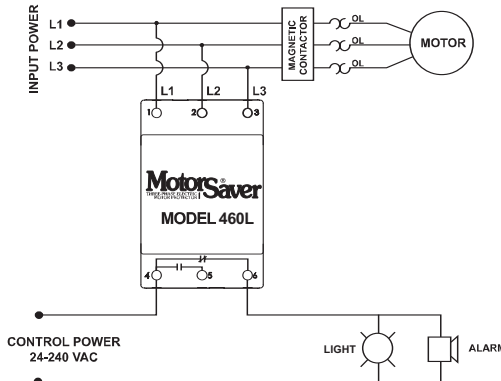 INPUT POWER
L1
L2
L3
MAGNETIC
CONTACTOR
OL
OL
OL
MOTOR
L1
L2
L3
1
2
3
MotorSaver®
THREE-PHASE ELECTRIC
MOTOR PROTECTOR
MODEL 460L
4
5
6
CONTROL POWER
24-240 VAC
LIGHT
ALARM